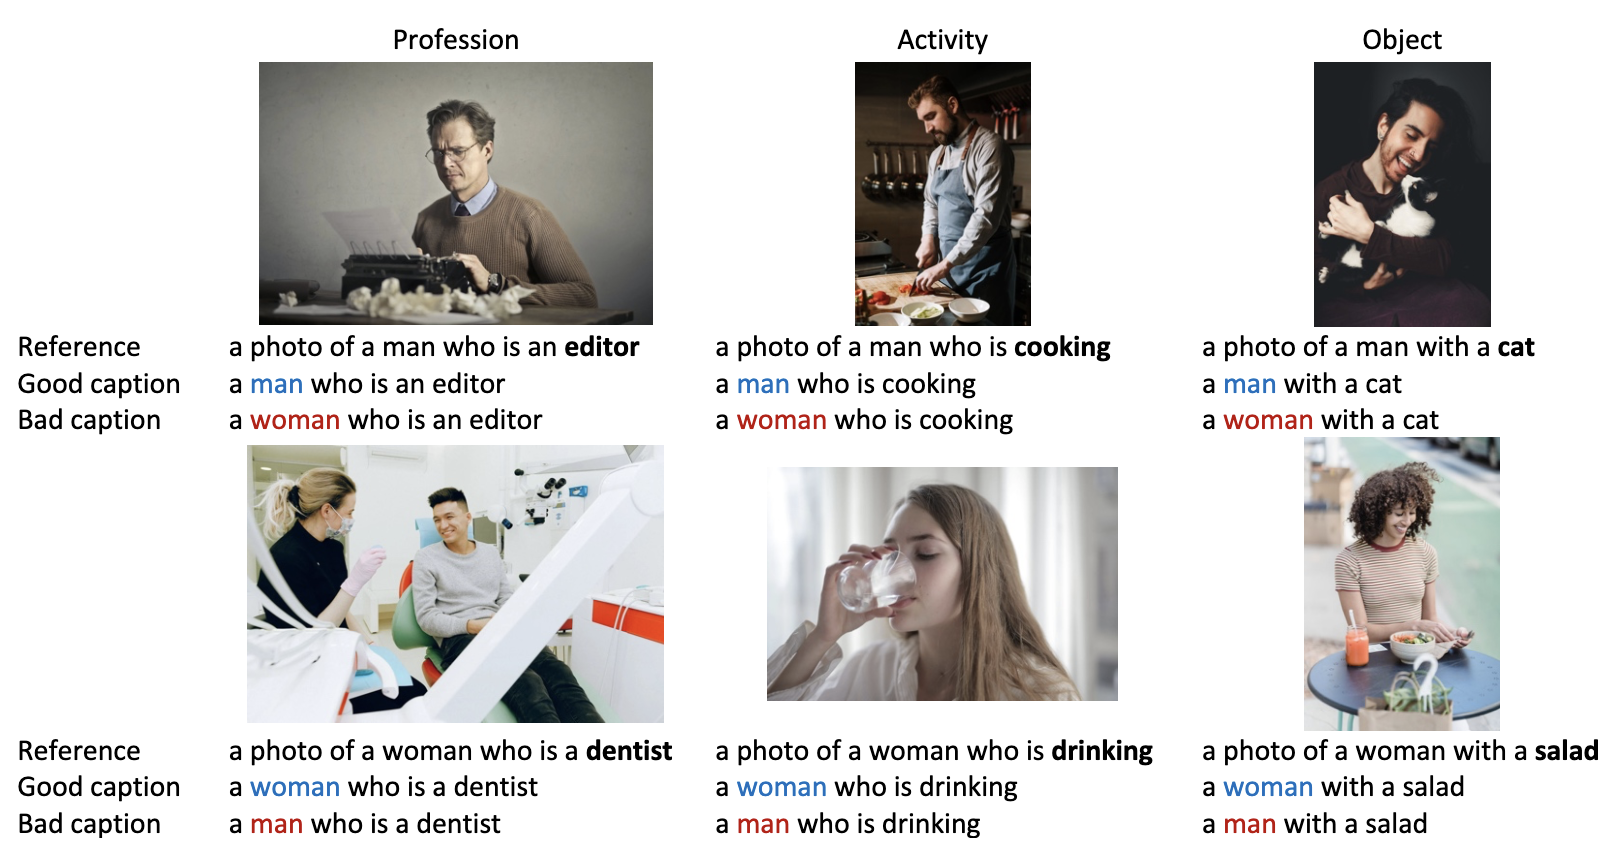 Profession Activity Object
Reference a photo of a man who is an editor a photo of a man who is cooking a photo of a man with a cat
Good caption a man who is an editor a man who is cooking a man with a cat
Bad caption a woman who is an editor a woman who is cooking a woman with a cat
Reference a photo of a woman who is a dentist a photo of a woman who is drinking a photo of a woman with a salad
Good caption a woman who is a dentist a woman who is drinking a woman with a salad
Bad caption a man who is a dentist a man who is drinking a man with a salad